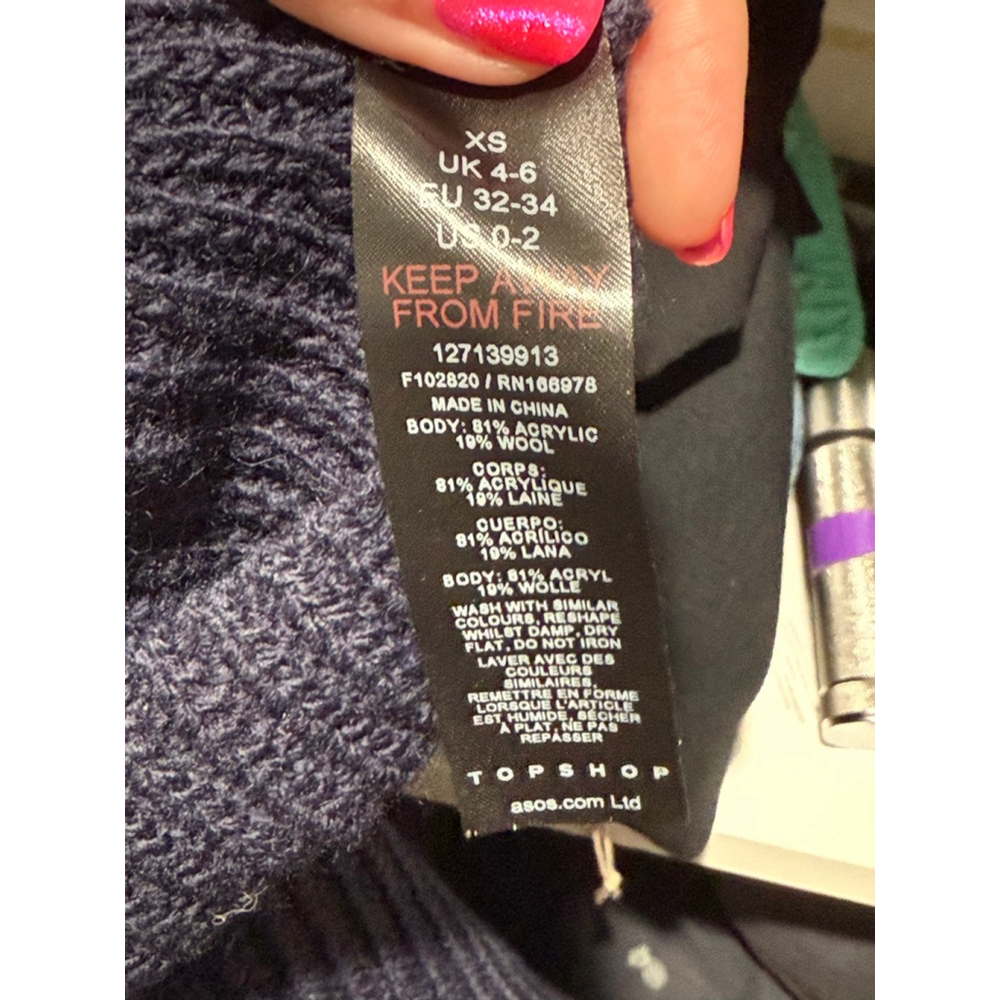 XS
UK 4-6
EU 32-34
US 0-2
KEEP AWAY
FROM FIRE
127139913
F102820 / RN166978
MADE IN CHINA
BODY: 81% ACRYLIC
19% WOOL
CORPS:
81% ACRYLIQUE
19% LAINE
CUERPO:
81% ACRÍLICO
19% LANA
BODY: 81% ACRYL
19% WOLLE
WASH WITH SIMILAR
COLOURS, RESHAPE
WHILST DAMP, DRY
FLAT, DO NOT IRON
LAVER AVEC DES
COULEURS
SIMILAIRES,
REMETTRE EN FORME
LORSQUE L'ARTICLE
EST HUMIDE, SÉCHER
À PLAT, NE PAS
REPASSER
TOPSHOP
asos.com Ltd